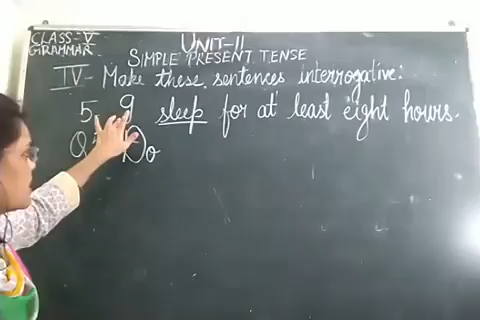 CLASS-V
GRAMMAR
UNIT-II
SIMPLE PRESENT TENSE
IV- Make these sentences interrogative:
5. I sleep for at least eight hours.
Q Do